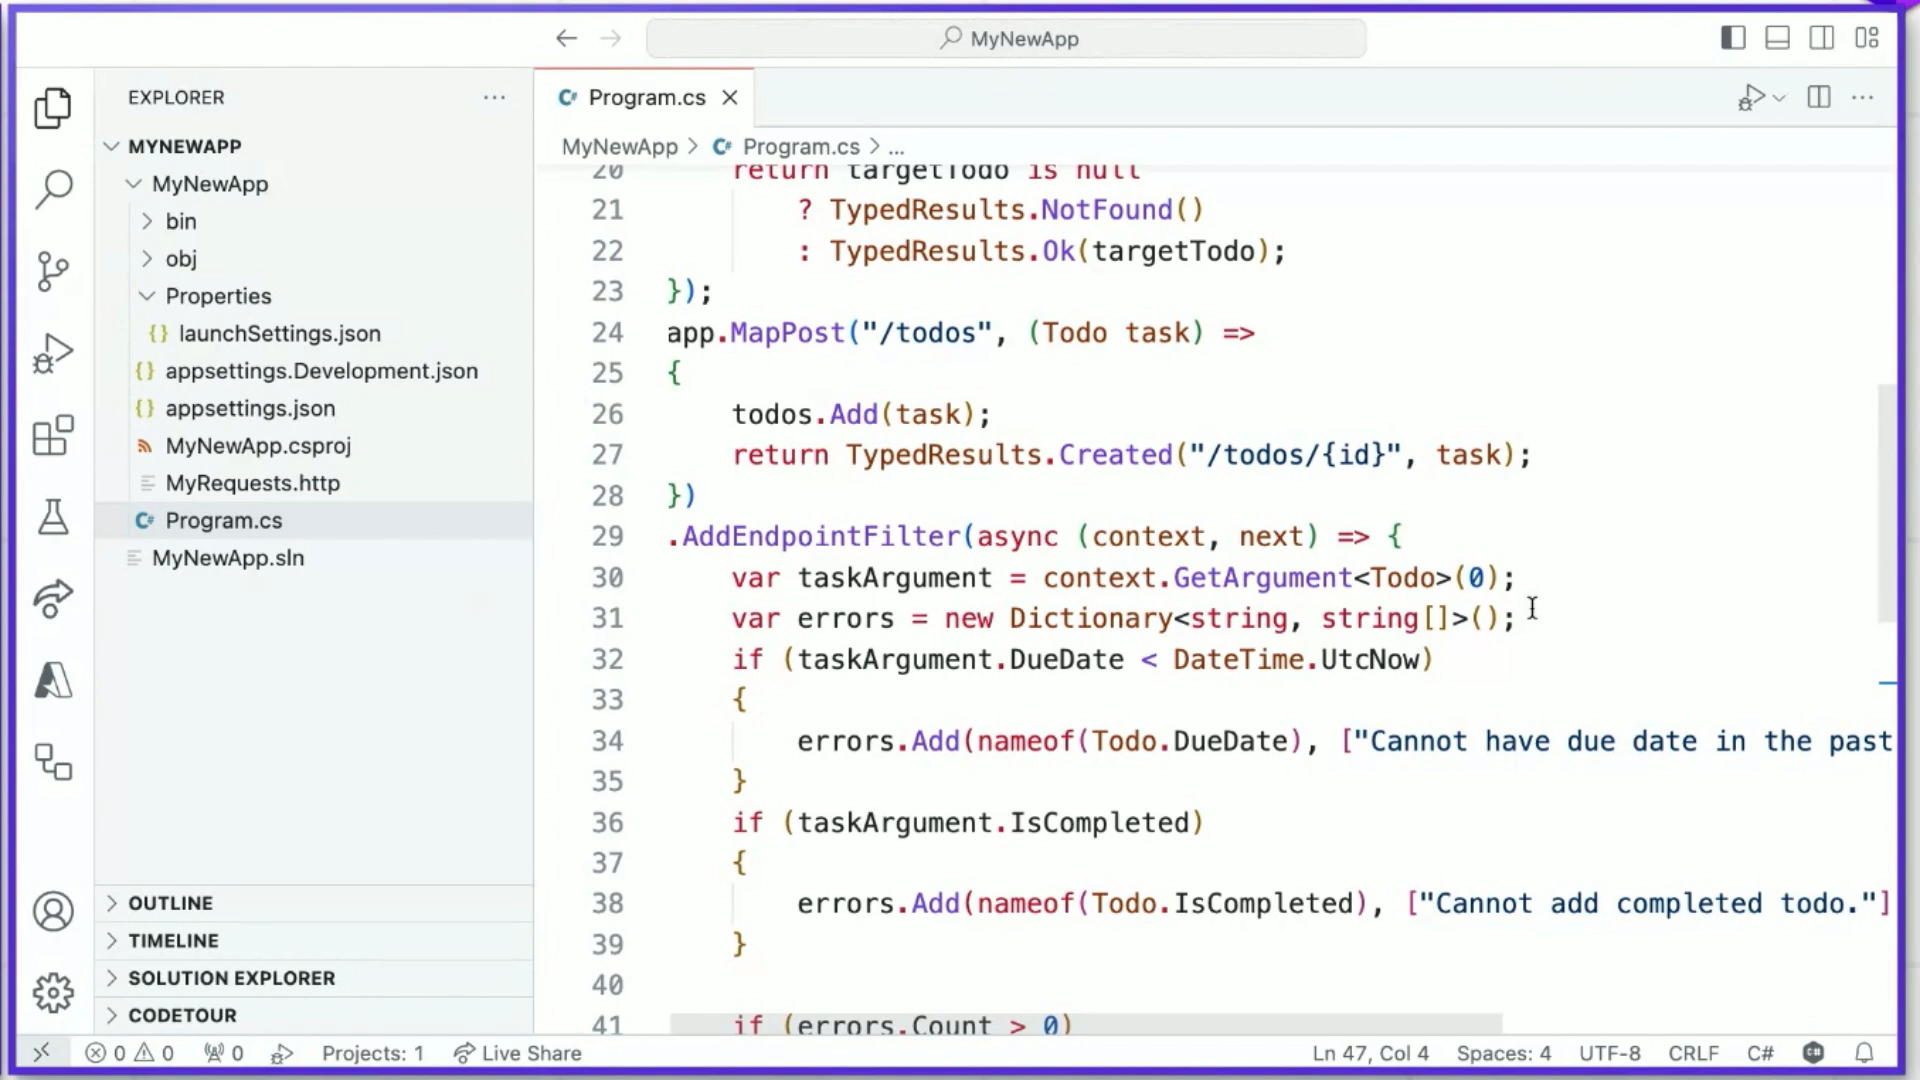 MyNewApp
EXPLORER
MYNEWAPP
MyNewApp
bin
obj
Properties
{} launchSettings.json
{} appsettings.Development.json
{} appsettings.json
MyNewApp.csproj
MyRequests.http
C# Program.cs
MyNewApp.sln
OUTLINE
TIMELINE
SOLUTION EXPLORER
CODETOUR
C# Program.cs
MyNewApp > C# Program.cs > ...
20 return targetTodo is null
21 ? TypedResults.NotFound()
22 : TypedResults.Ok(targetTodo);
23 });
24 app.MapPost("/todos", (Todo task) =>
25 {
26 todos.Add(task);
27 return TypedResults.Created("/todos/{id}", task);
28 })
29 .AddEndpointFilter(async (context, next) => {
30 var taskArgument = context.GetArgument<Todo>(0);
31 var errors = new Dictionary<string, string[]>();
32 if (taskArgument.DueDate < DateTime.UtcNow)
33 {
34 errors.Add(nameof(Todo.DueDate), ["Cannot have due date in the past
35 }
36 if (taskArgument.IsCompleted)
37 {
38 errors.Add(nameof(Todo.IsCompleted), ["Cannot add completed todo."]
39 }
40
41 if (errors.Count > 0)
0 0 0 Projects: 1 Live Share Ln 47, Col 4 Spaces: 4 UTF-8 CRLF C#